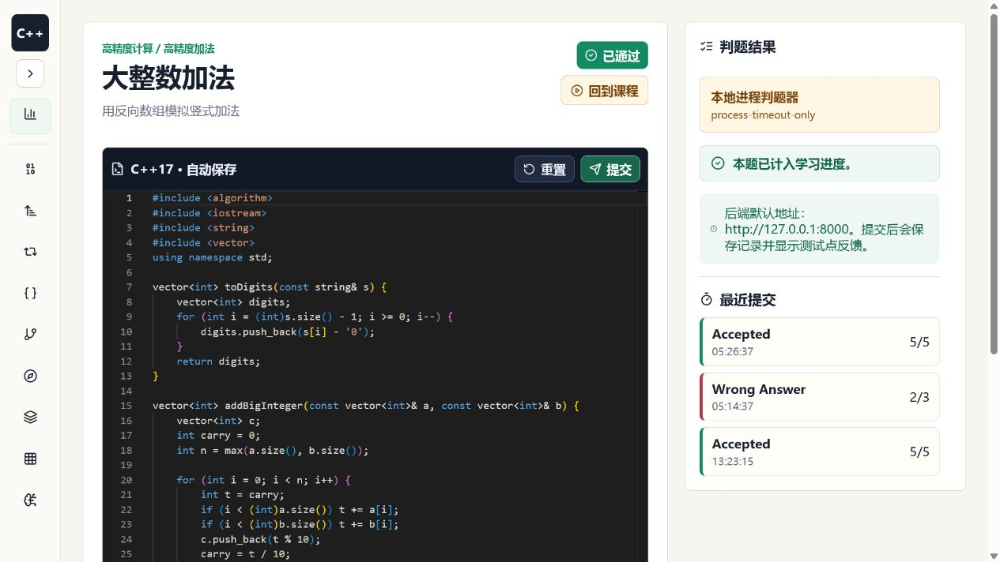 C++
高精度计算 / 高精度加法
大整数加法
用反向数组模拟竖式加法
已通过
回到课程
C++17 • 自动保存
重置
提交
1 #include <algorithm>
2 #include <iostream>
3 #include <string>
4 #include <vector>
5 using namespace std;
6
7 vector<int> toDigits(const string& s) {
8     vector<int> digits;
9     for (int i = (int)s.size() - 1; i >= 0; i--) {
10         digits.push_back(s[i] - '0');
11     }
12     return digits;
13 }
14
15 vector<int> addBigInteger(const vector<int>& a, const vector<int>& b) {
16     vector<int> c;
17     int carry = 0;
18     int n = max(a.size(), b.size());
19
20     for (int i = 0; i < n; i++) {
21         int t = carry;
22         if (i < (int)a.size()) t += a[i];
23         if (i < (int)b.size()) t += b[i];
24         c.push_back(t % 10);
25         carry = t / 10;
判题结果
本地进程判题器
process-timeout-only
本题已计入学习进度。
后端默认地址：
http://127.0.0.1:8000。提交后会保
存记录并显示测试点反馈。
最近提交
Accepted
05:26:37
5/5
Wrong Answer
05:14:37
2/3
Accepted
13:23:15
5/5